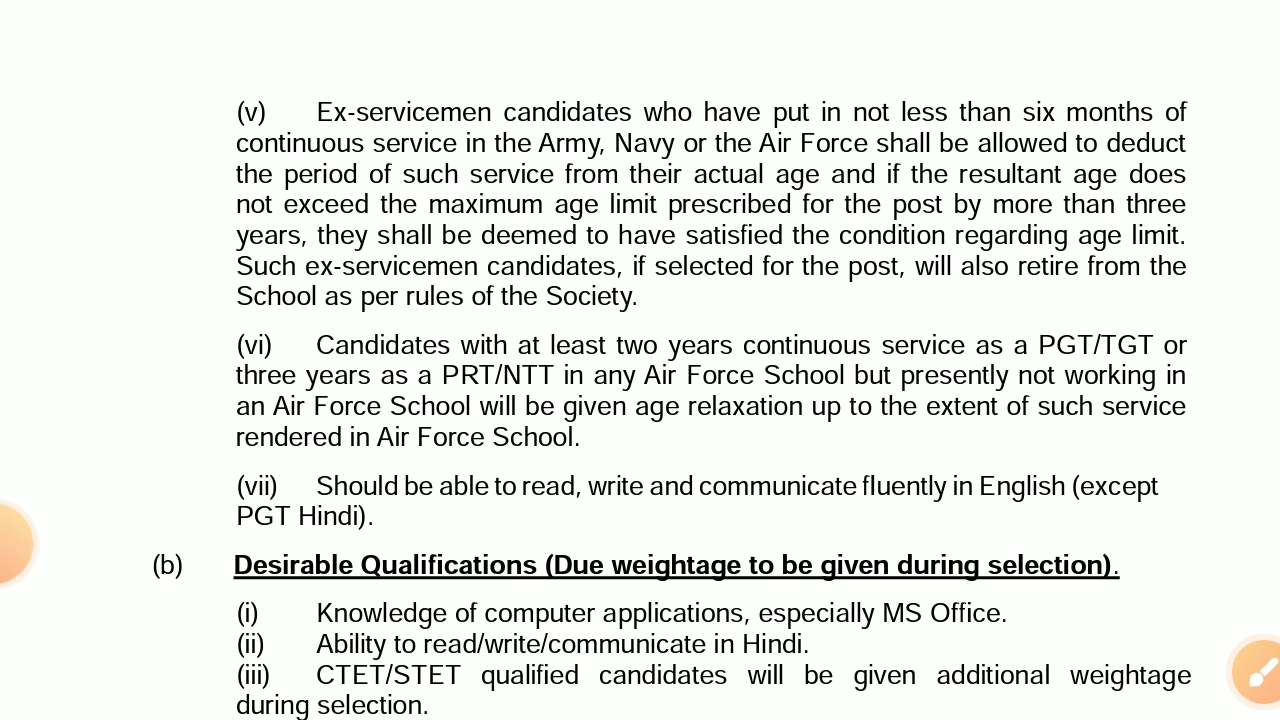 (v) Ex-servicemen candidates who have put in not less than six months of
continuous service in the Army, Navy or the Air Force shall be allowed to deduct
the period of such service from their actual age and if the resultant age does
not exceed the maximum age limit prescribed for the post by more than three
years, they shall be deemed to have satisfied the condition regarding age limit.
Such ex-servicemen candidates, if selected for the post, will also retire from the
School as per rules of the Society.
(vi) Candidates with at least two years continuous service as a PGT/TGT or
three years as a PRT/NTT in any Air Force School but presently not working in
an Air Force School will be given age relaxation up to the extent of such service
rendered in Air Force School.
(vii) Should be able to read, write and communicate fluently in English (except
PGT Hindi).
(b) Desirable Qualifications (Due weightage to be given during selection).
(i) Knowledge of computer applications, especially MS Office.
(ii) Ability to read/write/communicate in Hindi.
(iii) CTET/STET qualified candidates will be given additional weightage
during selection.